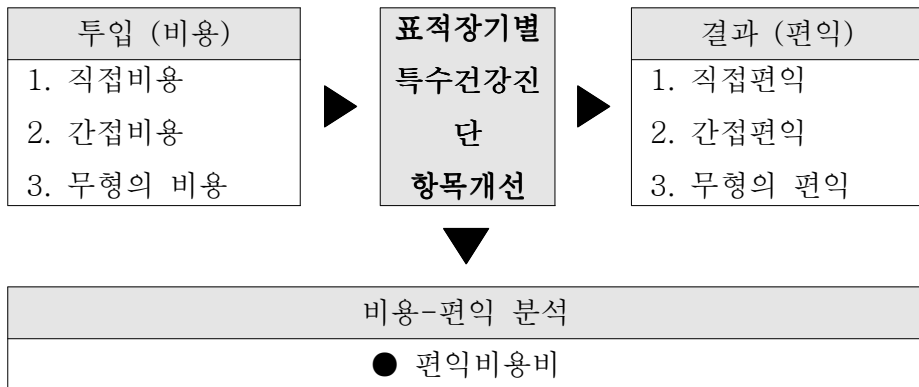 투입 (비용)
1. 직접비용
2. 간접비용
3. 무형의 비용
표적장기별
특수건강진
단
항목개선
결과 (편익)
1. 직접편익
2. 간접편익
3. 무형의 편익
비용-편익 분석
● 편익비용비